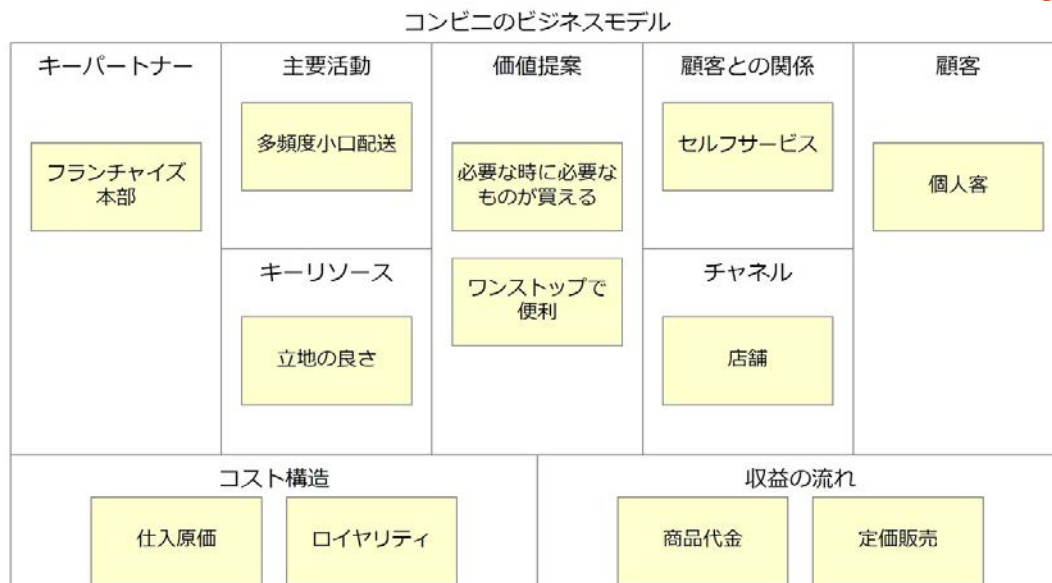 コンビニのビジネスモデル
キーパートナー
フランチャイズ
本部
主要活動
多頻度小口配送
キーリソース
立地の良さ
価値提案
必要な時に必要な
ものが買える
ワンストップで
便利
顧客との関係
セルフサービス
チャネル
店舗
顧客
個人客
コスト構造
仕入原価
ロイヤリティ
収益の流れ
商品代金
定価販売